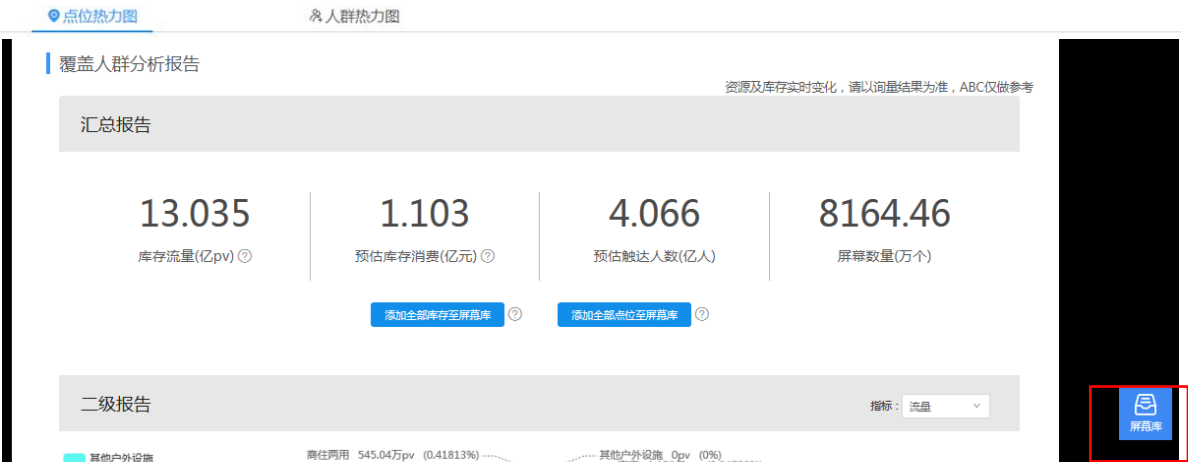 点位热力图 人群热力图
覆盖人群分析报告
资源及库存实时变化，请以询量结果为准，ABC仅做参考
汇总报告
13.035 1.103 4.066 8164.46
库存流量(亿pv) 预估库存消费(亿元) 预估触达人数(亿人) 屏幕数量(万个)
添加全部库存至屏幕库 添加全部点位至屏幕库
二级报告 指标： 流量
屏幕库
其他户外设施 商住两用 545.04万pv (0.41813%) 其他户外设施 0pv (0%)